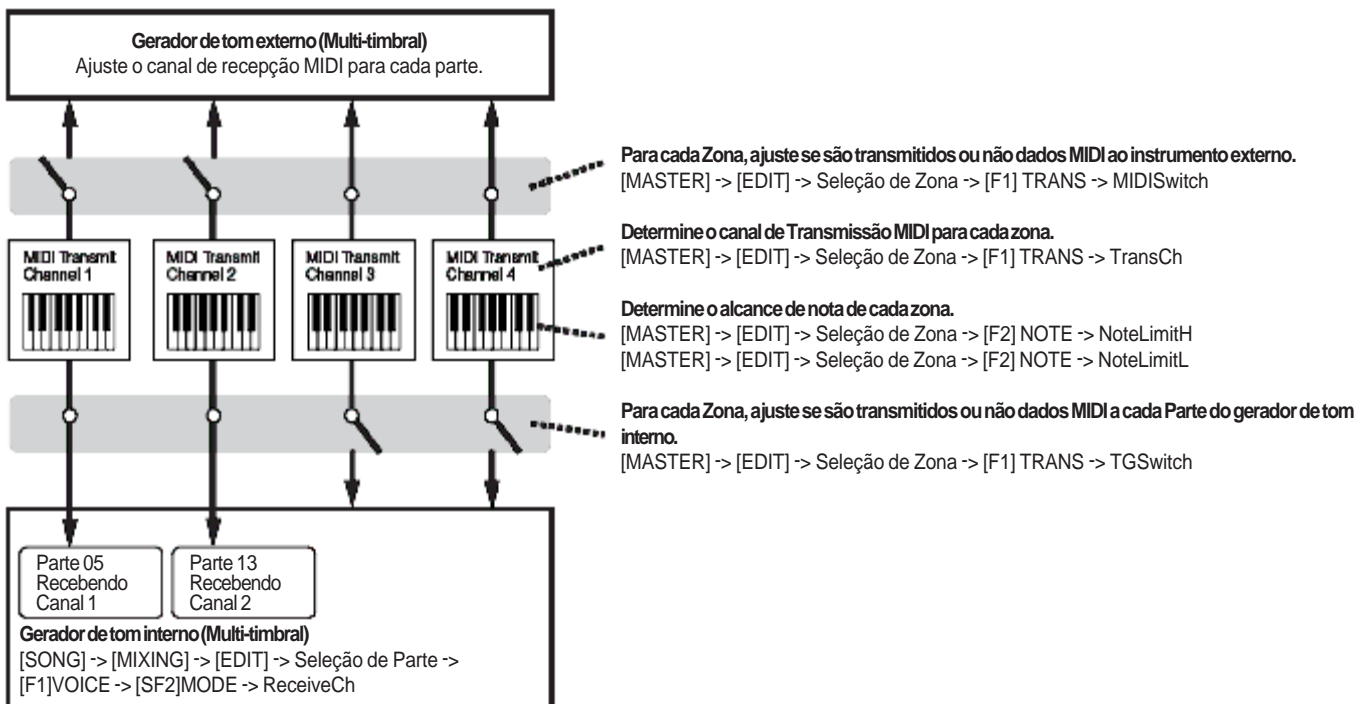 Gerador de tom externo (Multi-timbral)
Ajuste o canal de recepção MIDI para cada parte.
Para cada Zona, ajuste se são transmitidos ou não dados MIDI ao instrumento externo.
[MASTER] -> [EDIT] -> Seleção de Zona -> [F1] TRANS -> MIDISwitch
MIDI Transmit
Channel 1
MIDI Transmit
Channel 2
MIDI Transmit
Channel 3
MIDI Transmit
Channel 4
Determine o canal de Transmissão MIDI para cada zona.
[MASTER] -> [EDIT] -> Seleção de Zona -> [F1] TRANS -> TransCh
Determine o alcance de nota de cada zona.
[MASTER] -> [EDIT] -> Seleção de Zona -> [F2] NOTE -> NoteLimitH
[MASTER] -> [EDIT] -> Seleção de Zona -> [F2] NOTE -> NoteLimitL
Para cada Zona, ajuste se são transmitidos ou não dados MIDI a cada Parte do gerador de tom
interno.
[MASTER] -> [EDIT] -> Seleção de Zona -> [F1] TRANS -> TGSwitch
Parte 05
Recebendo
Canal 1
Parte 13
Recebendo
Canal 2
Gerador de tom interno (Multi-timbral)
[SONG] -> [MIXING] -> [EDIT] -> Seleção de Parte ->
[F1]VOICE -> [SF2]MODE -> ReceiveCh